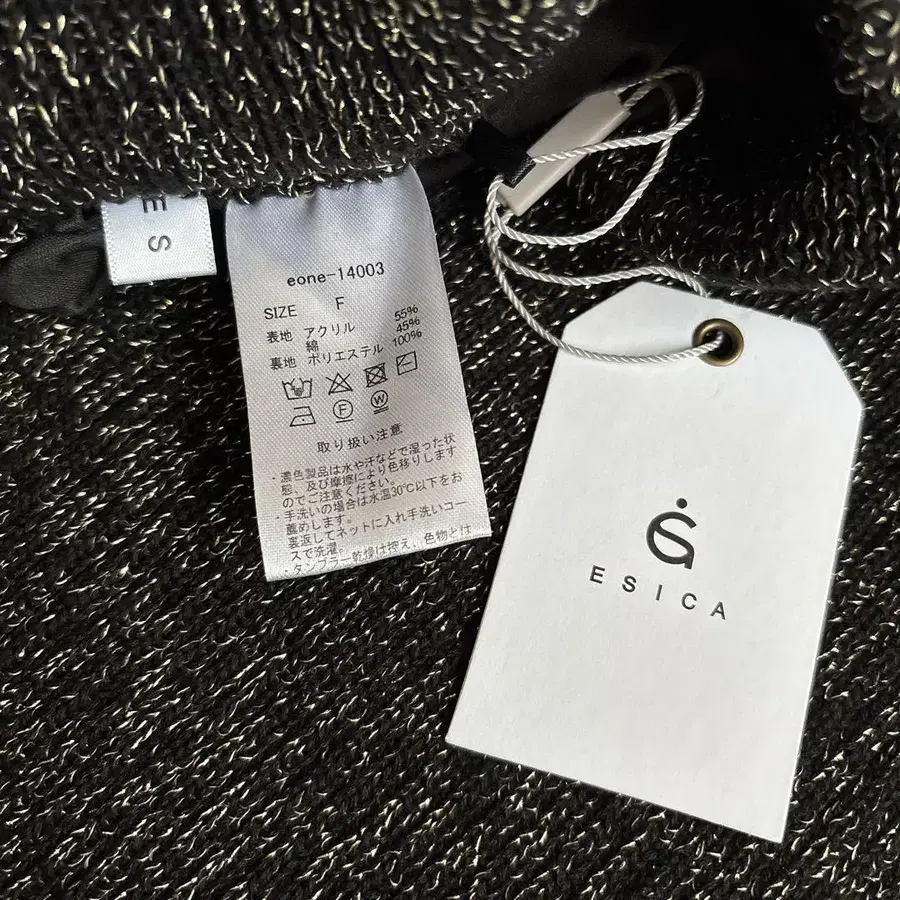 E S
eone-14003
SIZE F
表地 アクリル 55%
綿 45%
裏地 ポリエステル 100%
F
W
取り扱い注意
・濃色製品は水や汗などで湿った状
態、及び摩擦により色移りします
のでご注意ください。
・手洗いの場合は水温30℃以下をお
薦めします。
裏返してネットに入れ手洗いコー
スで洗濯。
・タンブラー乾燥は控え、色物とは
ESICA